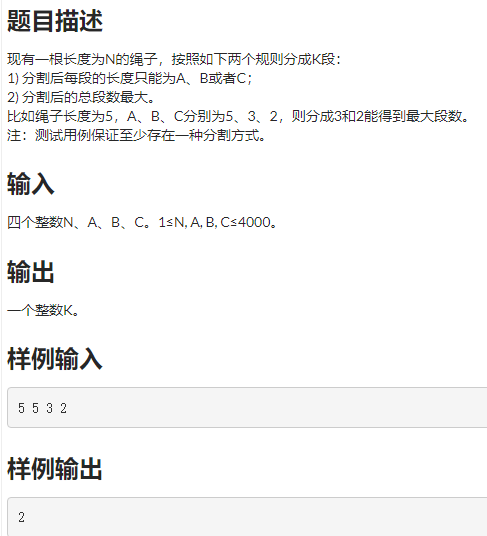 题目描述
现有一根长度为N的绳子，按照如下两个规则分成K段：
1) 分割后每段的长度只能为A、B或者C；
2) 分割后的总段数最大。
比如绳子长度为5，A、B、C分别为5、3、2，则分成3和2能得到最大段数。
注：测试用例保证至少存在一种分割方式。
输入
四个整数N、A、B、C。1≤N, A, B, C≤4000。
输出
一个整数K。
样例输入
5 5 3 2
样例输出
2